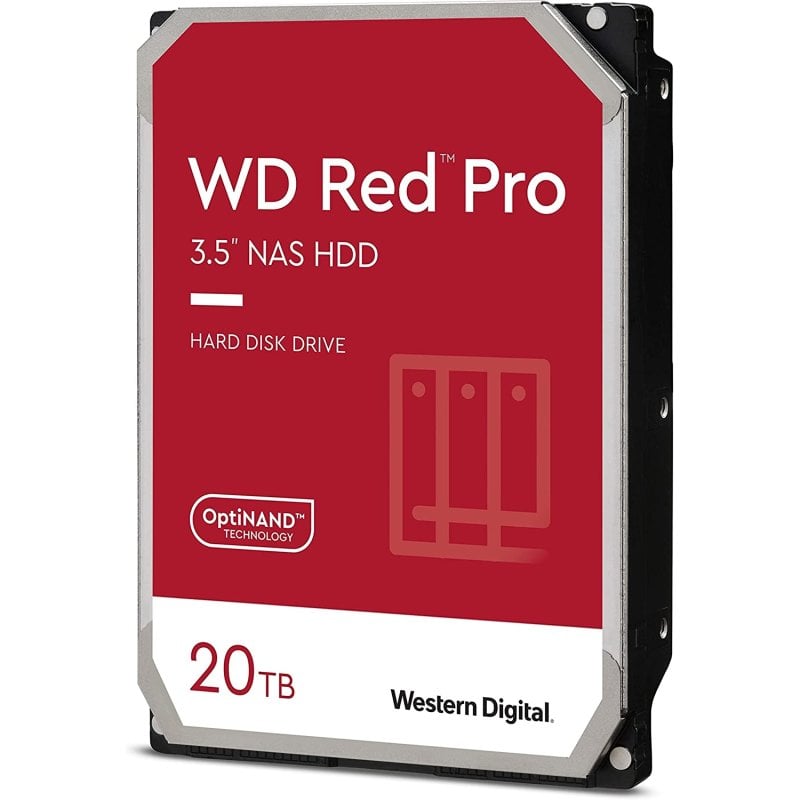 WD Red™ Pro
3.5" NAS HDD
HARD DISK DRIVE
OptiNAND™
TECHNOLOGY
20TB
Western Digital.